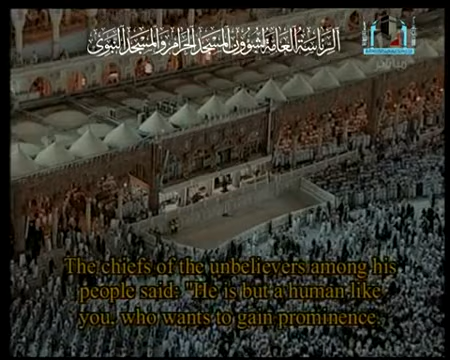 الرئاسة العامة لشؤون المسجد الحرام والمسجد النبوي
مباشر
The chiefs of the unbelievers among his
people said: "He is but a human like
you, who wants to gain prominence.